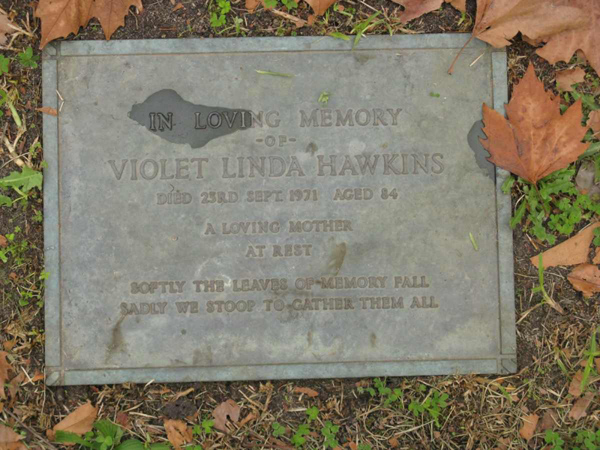 IN LOVING MEMORY
-OF-
VIOLET LINDA HAWKINS
DIED 23RD SEPT. 1971 AGED 84
A LOVING MOTHER
AT REST
SOFTLY THE LEAVES OF MEMORY FALL
SADLY WE STOOP TO GATHER THEM ALL